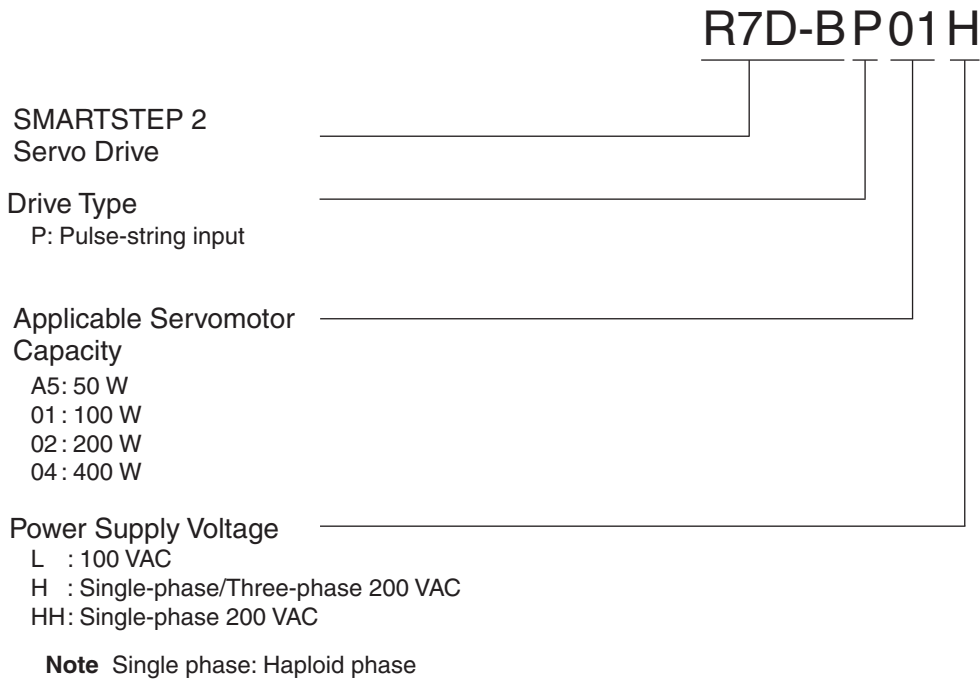 R7D-BP01H
SMARTSTEP 2
Servo Drive
Drive Type
P: Pulse-string input
Applicable Servomotor
Capacity
A5: 50 W
01 : 100 W
02 : 200 W
04 : 400 W
Power Supply Voltage
L : 100 VAC
H : Single-phase/Three-phase 200 VAC
HH: Single-phase 200 VAC
Note Single phase: Haploid phase